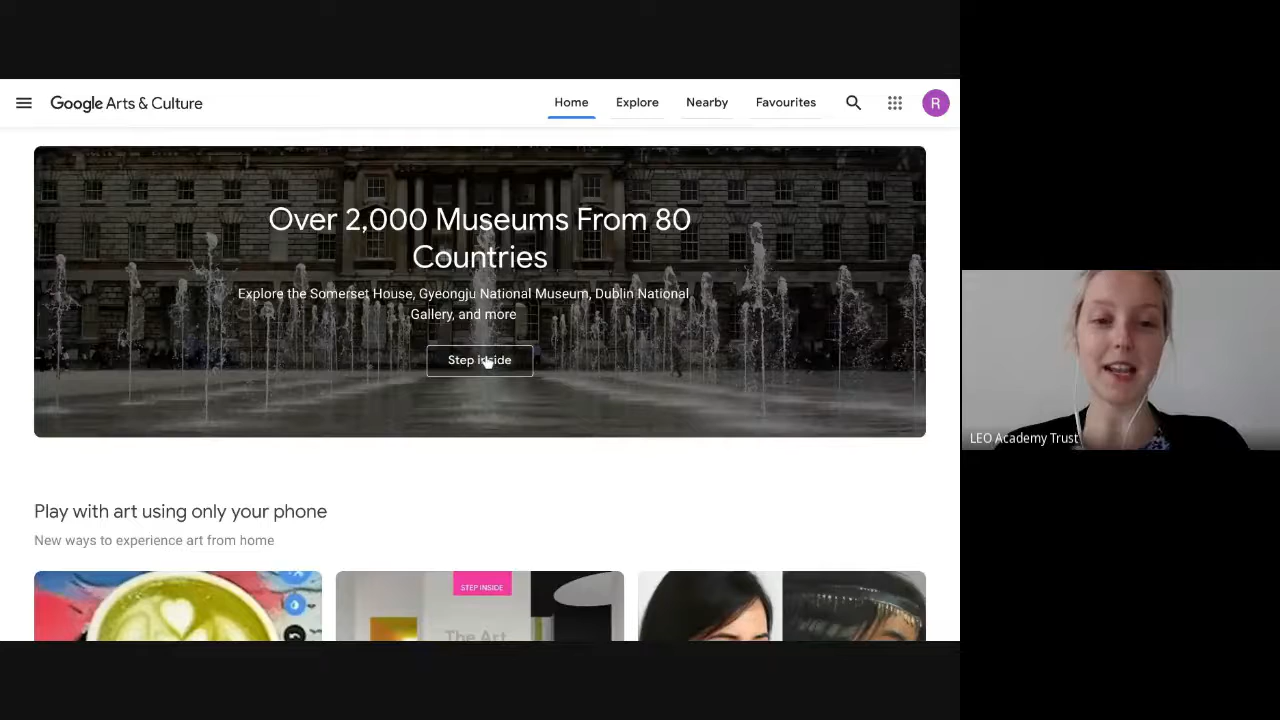 Google Arts & Culture
Home Explore Nearby Favourites
R
Over 2,000 Museums From 80
Countries
Explore the Somerset House, Gyeongju National Museum, Dublin National
Gallery, and more
Step inside
LEO Academy Trust
Play with art using only your phone
New ways to experience art from home
STEP INSIDE
The Art